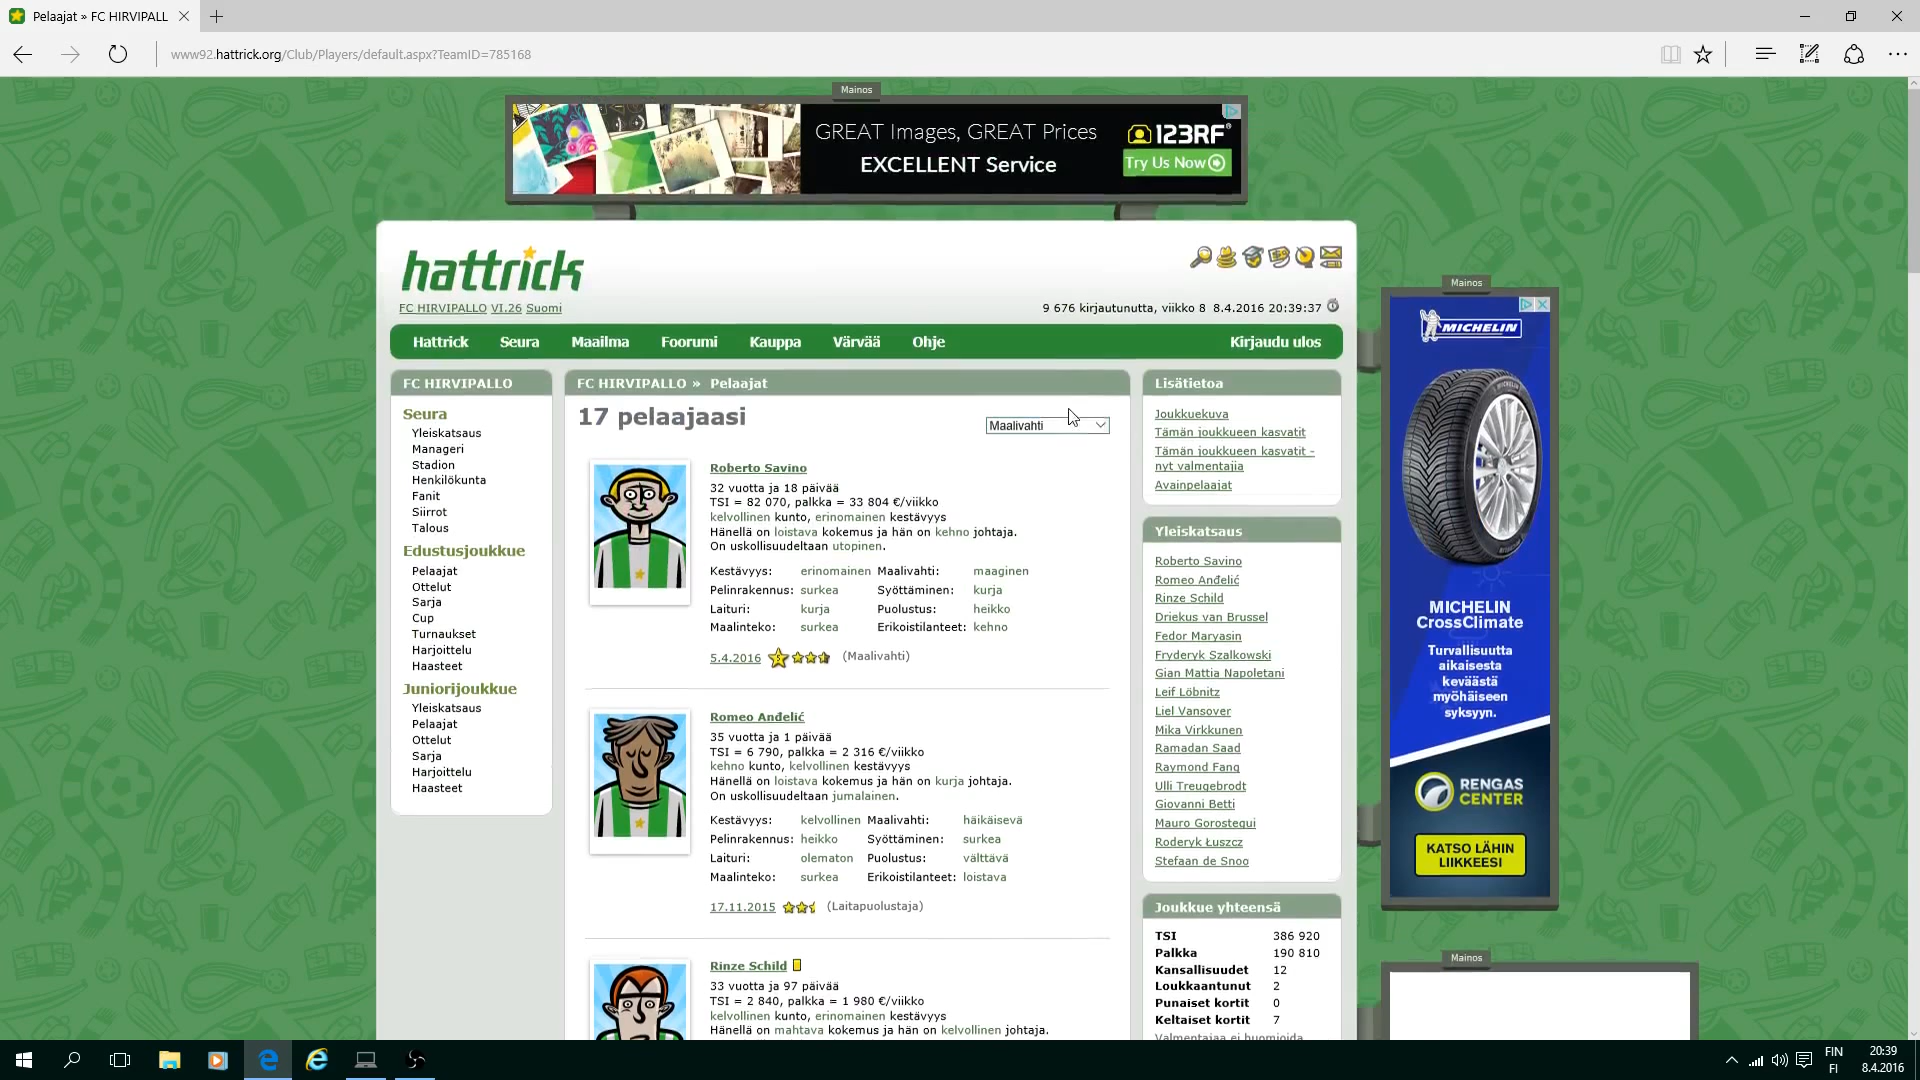 Pelaajat » FC HIRVIPALL
www92.hattrick.org/Club/Players/default.aspx?TeamID=785168
Mainos
GREAT Images, GREAT Prices
EXCELLENT Service
123RF®
Try Us Now
hattrick
FC HIRVIPALLO VI.26 Suomi
9 676 kirjautunutta, viikko 8 8.4.2016 20:39:37
Hattrick Seura Maailma Foorumi Kauppa Värvää Ohje Kirjaudu ulos
FC HIRVIPALLO
Seura
Yleiskatsaus
Manageri
Stadion
Henkilökunta
Fanit
Siirrot
Talous
Edustusjoukkue
Pelaajat
Ottelut
Sarja
Cup
Turnaukset
Harjoittelu
Haasteet
Juniorijoukkue
Yleiskatsaus
Pelaajat
Ottelut
Sarja
Harjoittelu
Haasteet
FC HIRVIPALLO » Pelaajat
17 pelaajaasi
Maalivahti
Roberto Savino
32 vuotta ja 18 päivää
TSI = 82 070, palkka = 33 804 €/viikko
kelvollinen kunto, erinomainen kestävyys
Hänellä on loistava kokemus ja hän on kehno johtaja.
On uskollisuudeltaan utopinen.
Kestävyys: erinomainen Maalivahti: maaginen
Pelinrakennus: surkea Syöttäminen: kurja
Laituri: kurja Puolustus: heikko
Maalinteko: surkea Erikoistilanteet: kehno
5.4.2016 5 (Maalivahti)
Romeo Anđelić
35 vuotta ja 1 päivää
TSI = 6 790, palkka = 2 316 €/viikko
kehno kunto, kelvollinen kestävyys
Hänellä on loistava kokemus ja hän on kurja johtaja.
On uskollisuudeltaan jumalainen.
Kestävyys: kelvollinen Maalivahti: häikäisevä
Pelinrakennus: heikko Syöttäminen: surkea
Laituri: olematon Puolustus: välttävä
Maalinteko: surkea Erikoistilanteet: loistava
17.11.2015 (Laitapuolustaja)
Rinze Schild
33 vuotta ja 97 päivää
TSI = 2 840, palkka = 1 980 €/viikko
kelvollinen kunto, erinomainen kestävyys
Hänellä on mahtava kokemus ja hän on kelvollinen johtaja.
Lisätietoa
Joukkuekuva
Tämän joukkueen kasvatit
Tämän joukkueen kasvatit -
nyt valmentajia
Avainpelaajat
Yleiskatsaus
Roberto Savino
Romeo Anđelić
Rinze Schild
Driekus van Brussel
Fedor Maryasin
Fryderyk Szalkowski
Gian Mattia Napoletani
Leif Löbnitz
Liel Vansover
Mika Virkkunen
Ramadan Saad
Raymond Fang
Ulli Treugebrodt
Giovanni Betti
Mauro Gorostegui
Roderyk Łuszcz
Stefaan de Snoo
Joukkue yhteensä
TSI 386 920
Palkka 190 810
Kansallisuudet 12
Loukkaantunut 2
Punaiset kortit 0
Keltaiset kortit 7
Valmentajaa ei huomioida
Mainos
MICHELIN
MICHELIN
CrossClimate
Turvallisuutta
aikaisesta
keväästä
myöhäiseen
syksyyn.
RENGAS
CENTER
KATSO LÄHIN
LIIKKEESI
Mainos
FIN
FI
20:39
8.4.2016